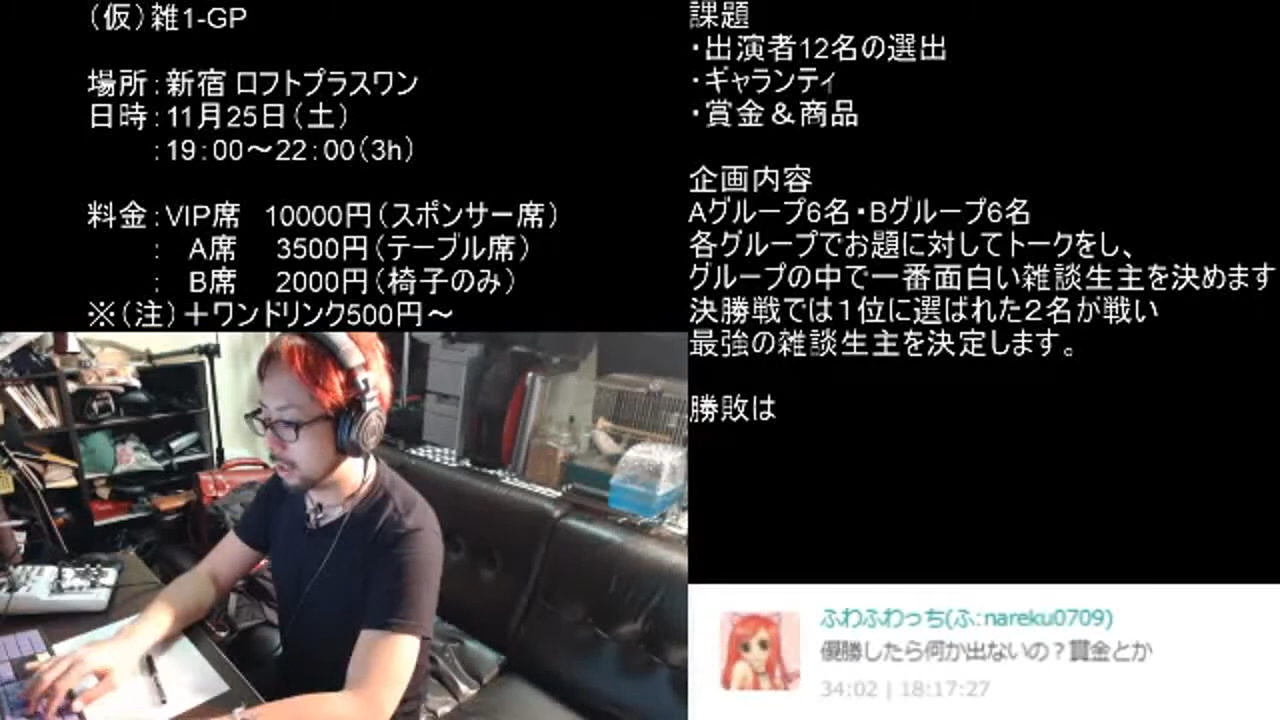 （仮）雑1-GP
場所：新宿 ロフトプラスワン
日時：11月25日（土）
：19：00～22：00（3h）
料金：VIP席 10000円（スポンサー席）
： A席 3500円（テーブル席）
： B席 2000円（椅子のみ）
※（注）＋ワンドリンク500円～
課題
・出演者12名の選出
・ギャランティ
・賞金＆商品
企画内容
Aグループ6名・Bグループ6名
各グループでお題に対してトークをし、
グループの中で一番面白い雑談生主を決めます
決勝戦では１位に選ばれた２名が戦い
最強の雑談生主を決定します。
勝敗は
ふわふわっち(ふ:nareku0709)
優勝したら何か出ないの？賞金とか
34:02 | 18:17:27